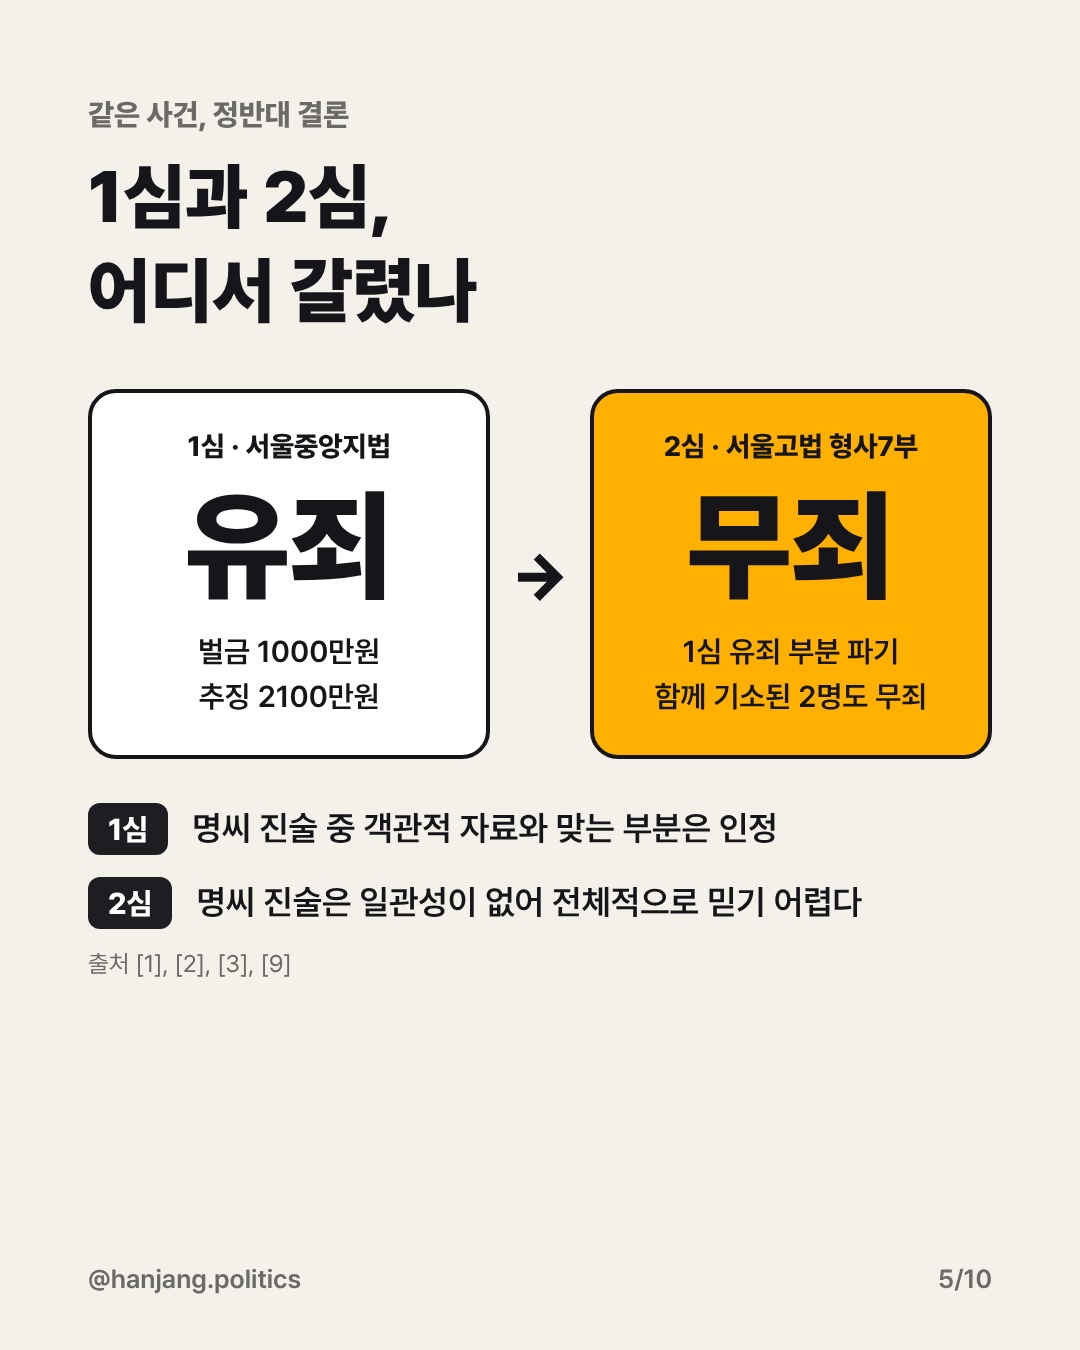 같은 사건, 정반대 결론
1심과 2심,
어디서 갈렸나
1심 · 서울중앙지법
유죄
벌금 1000만원
추징 2100만원
→
2심 · 서울고법 형사7부
무죄
1심 유죄 부분 파기
함께 기소된 2명도 무죄
1심 명씨 진술 중 객관적 자료와 맞는 부분은 인정
2심 명씨 진술은 일관성이 없어 전체적으로 믿기 어렵다
출처 [1], [2], [3], [9]
@hanjang.politics
5/10